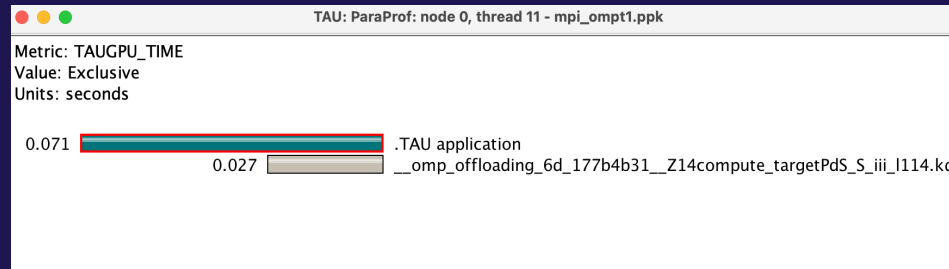 TAU: ParaProf: node 0, thread 11 - mpi_ompt1.ppk
Metric: TAUGPU_TIME
Value: Exclusive
Units: seconds
0.071 .TAU application
0.027 __omp_offloading_6d_177b4b31__Z14compute_targetPdS_S_iii_l114.kd